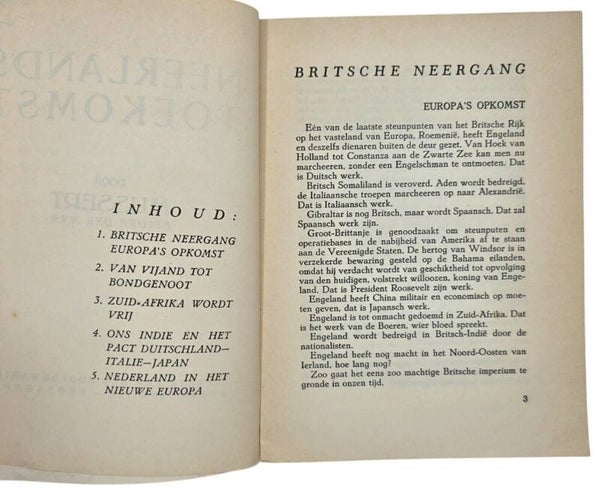 INHOUD:
1. BRITSCHE NEERGANG
EUROPA'S OPKOMST
2. VAN VIJAND TOT
BONDGENOOT
3. ZUID-AFRIKA WORDT
VRIJ
4. ONS INDIE EN HET
PACT DUITSCHLAND—
ITALIE—JAPAN
5. NEDERLAND IN HET
NIEUWE EUROPA
BRITSCHE NEERGANG
EUROPA'S OPKOMST
Eén van de laatste steunpunten van het Britsche Rijk
op het vasteland van Europa, Roemenië, heeft Engeland
en deszelfs dienaren buiten de deur gezet. Van Hoek van
Holland tot Constanza aan de Zwarte Zee kan men nu
marcheeren, zonder een Engelschman te ontmoeten. Dat
is Duitsch werk.
Britsch Somaliland is veroverd. Aden wordt bedreigd,
de Italiaansche troepen marcheeren op naar Alexandrië.
Dat is Italiaansch werk.
Gibraltar is nog Britsch, maar wordt Spaansch. Dat zal
Spaansch werk zijn.
Groot-Brittanje is genoodzaakt om steunpunten en
operatiebases in de nabijheid van Amerika af te staan
aan de Vereenigde Staten. De hertog van Windsor is in
verzekerde bewaring gesteld op de Bahama eilanden,
omdat hij verdacht wordt van geschiktheid tot opvolging
van den huidigen, volstrekt willoozen, koning van Enge-
land. Dat is President Roosevelt zijn werk.
Engeland heeft China militair en economisch op moe-
ten geven, dat is Japansch werk.
Engeland is tot onmacht gedoemd in Zuid-Afrika. Dat
is het werk van de Boeren, wier bloed spreekt.
Engeland wordt bedreigd in Britsch-Indië door de
nationalisten.
Engeland heeft nog macht in het Noord-Oosten van
Ierland, hoe lang nog?
Zoo gaat het eens zoo machtige Britsche imperium te
gronde in onzen tijd.
3